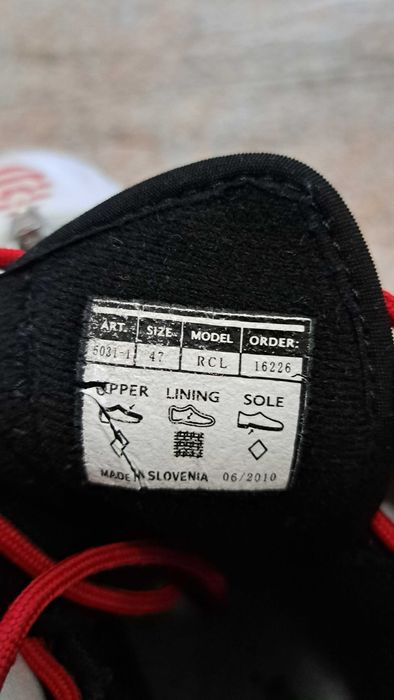 ART. SIZE MODEL ORDER:
5031-1 47 RCL 16226
UPPER LINING SOLE
MADE IN SLOVENIA 06/2010